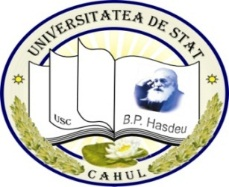 UNIVERSITATEA DE STAT
USC
B.P. Hasdeu
CAHUL